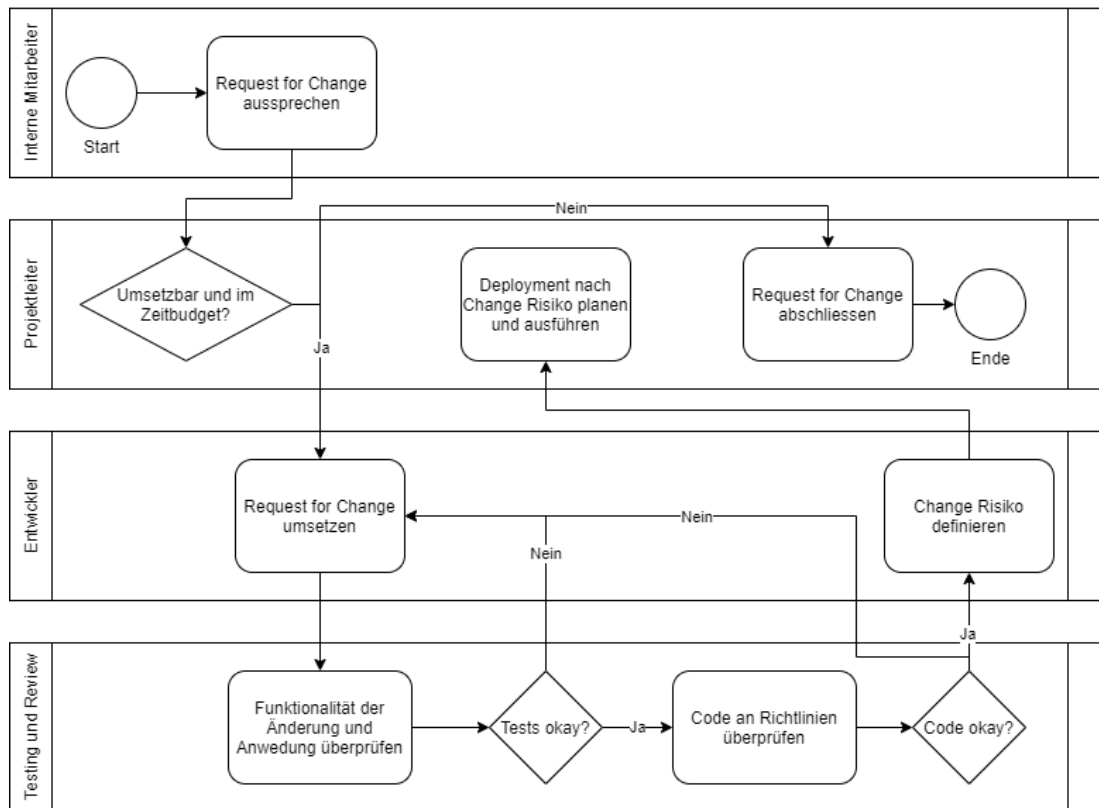 Interne Mitarbeiter
Start
Request for Change
aussprechen
Projektleiter
Umsetzbar und im
Zeitbudget?
Nein
Ja
Deployment nach
Change Risiko planen
und ausführen
Request for Change
abschliessen
Ende
Entwickler
Request for Change
umsetzen
Nein
Nein
Change Risiko
definieren
Testing und Review
Funktionalität der
Änderung und
Anwedung überprüfen
Tests okay?
Ja
Code an Richtlinien
überprüfen
Code okay?
Ja